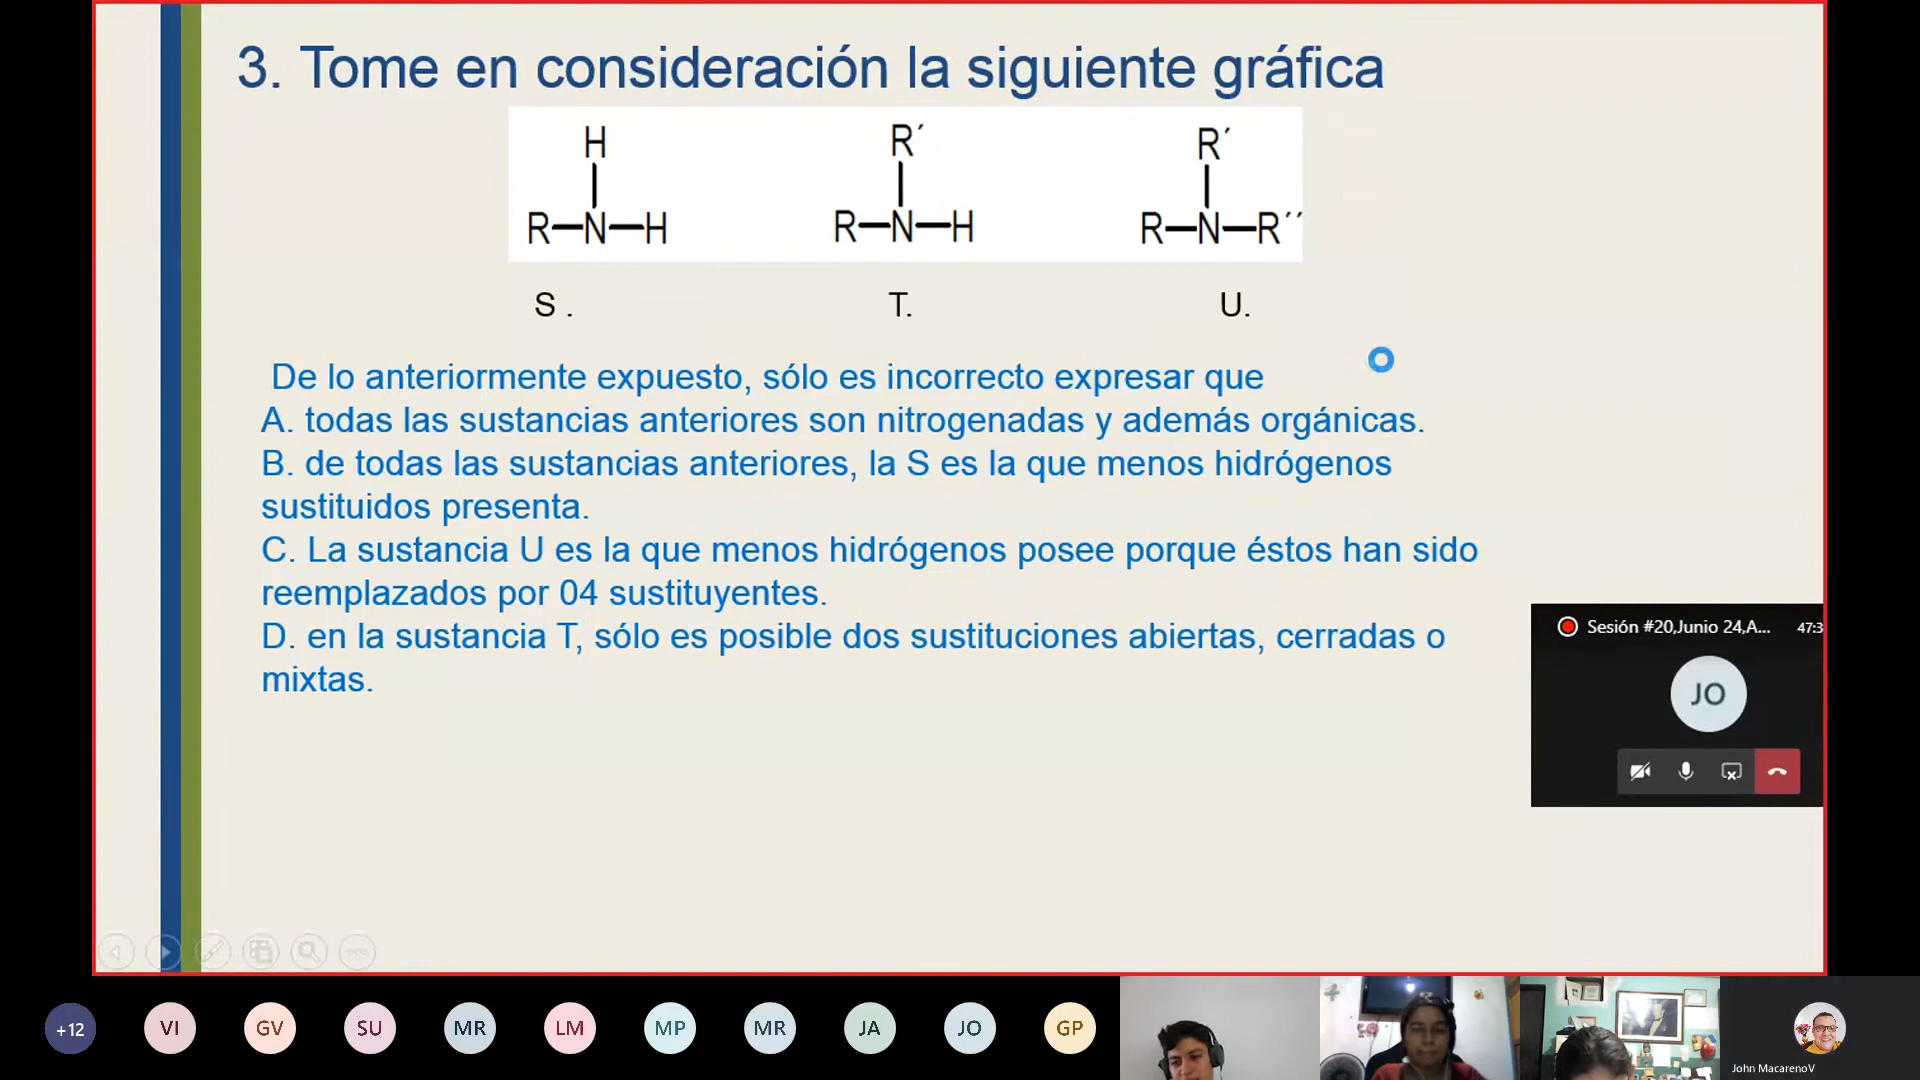 3. Tome en consideración la siguiente gráfica
H R´ R´
R—N—H R—N—H R—N—R´´
S . T. U.
De lo anteriormente expuesto, sólo es incorrecto expresar que
A. todas las sustancias anteriores son nitrogenadas y además orgánicas.
B. de todas las sustancias anteriores, la S es la que menos hidrógenos
sustituidos presenta.
C. La sustancia U es la que menos hidrógenos posee porque éstos han sido
reemplazados por 04 sustituyentes.
D. en la sustancia T, sólo es posible dos sustituciones abiertas, cerradas o
mixtas.
Sesión #20,Junio 24,A... 47:3
JO
+12 VI GV SU MR LM MP MR JA JO GP
John MacarenoV